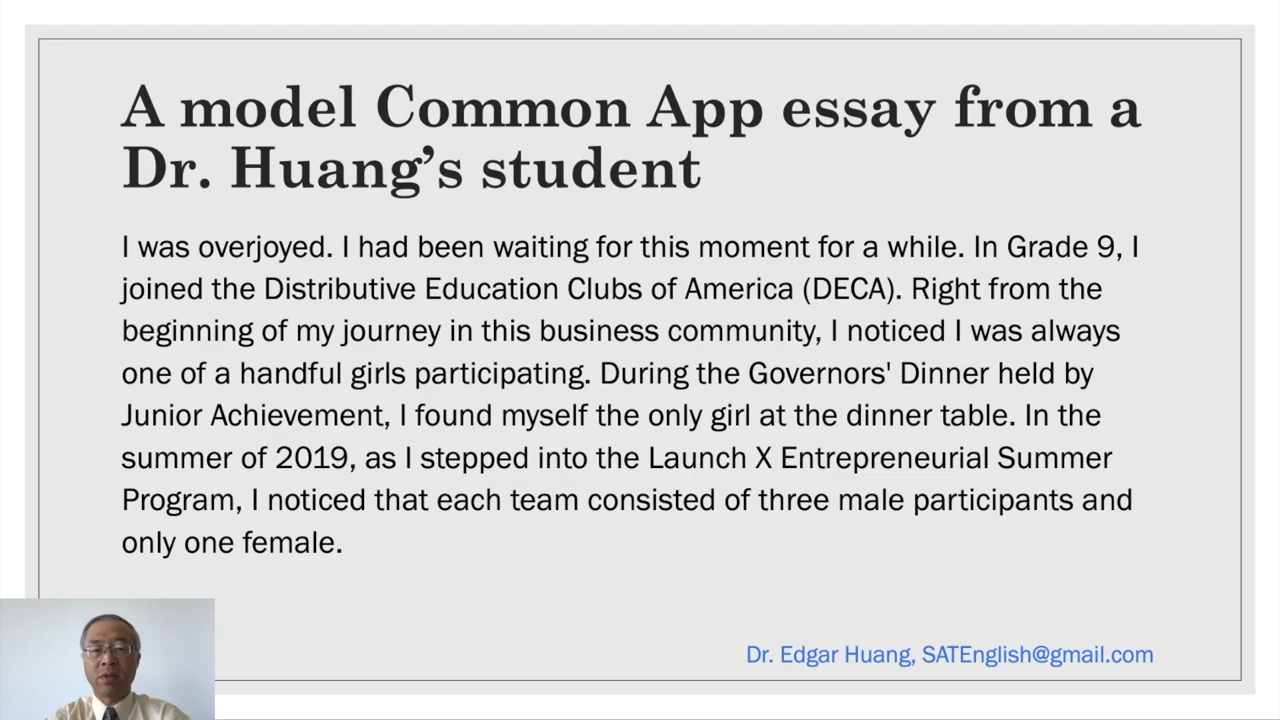 A model Common App essay from a
Dr. Huang’s student
I was overjoyed. I had been waiting for this moment for a while. In Grade 9, I
joined the Distributive Education Clubs of America (DECA). Right from the
beginning of my journey in this business community, I noticed I was always
one of a handful girls participating. During the Governors' Dinner held by
Junior Achievement, I found myself the only girl at the dinner table. In the
summer of 2019, as I stepped into the Launch X Entrepreneurial Summer
Program, I noticed that each team consisted of three male participants and
only one female.
Dr. Edgar Huang, SATEnglish@gmail.com